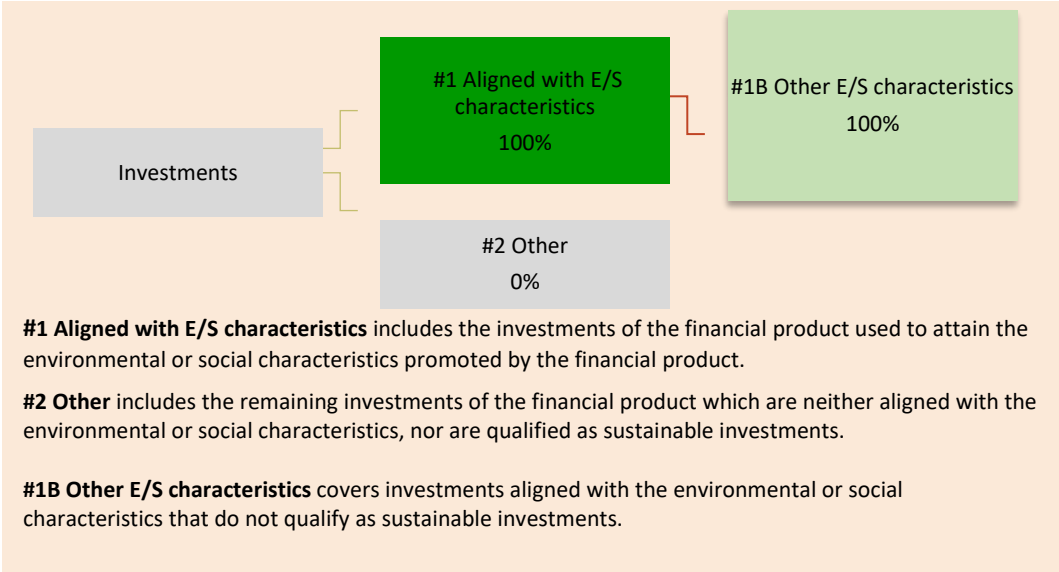 Investments
#1 Aligned with E/S
characteristics
100%
#1B Other E/S characteristics
100%
#2 Other
0%
#1 Aligned with E/S characteristics includes the investments of the financial product used to attain the
environmental or social characteristics promoted by the financial product.
#2 Other includes the remaining investments of the financial product which are neither aligned with the
environmental or social characteristics, nor are qualified as sustainable investments.
#1B Other E/S characteristics covers investments aligned with the environmental or social
characteristics that do not qualify as sustainable investments.